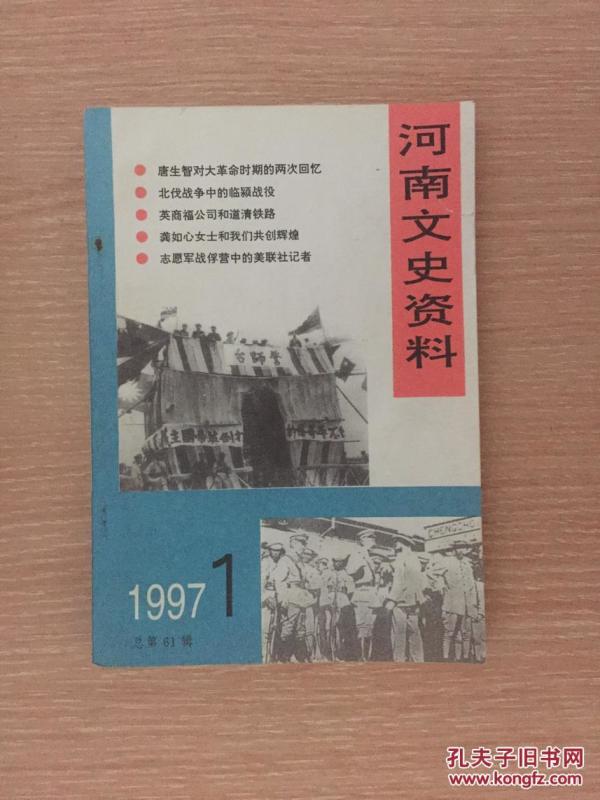 河南文史资料
唐生智对大革命时期的两次回忆
北伐战争中的临颍战役
英商福公司和道清铁路
龚如心女士和我们共创辉煌
志愿军战俘营中的美联社记者
台師誓
CHENGCHO
1997 1
总第61辑
孔夫子旧书网
www.kongfz.com